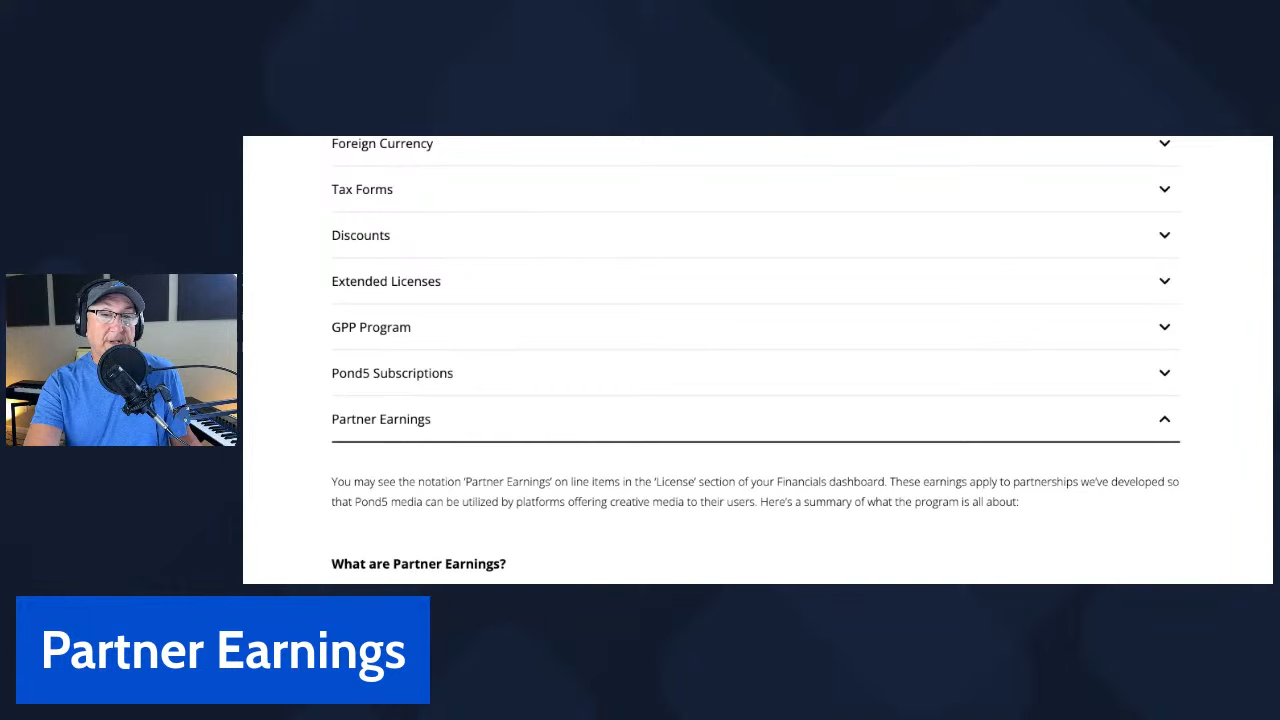 Foreign Currency
Tax Forms
Discounts
Extended Licenses
GPP Program
Pond5 Subscriptions
Partner Earnings
You may see the notation ‘Partner Earnings’ on line items in the ‘License’ section of your Financials dashboard. These earnings apply to partnerships we’ve developed so
that Pond5 media can be utilized by platforms offering creative media to their users. Here’s a summary of what the program is all about:
What are Partner Earnings?
Partner Earnings